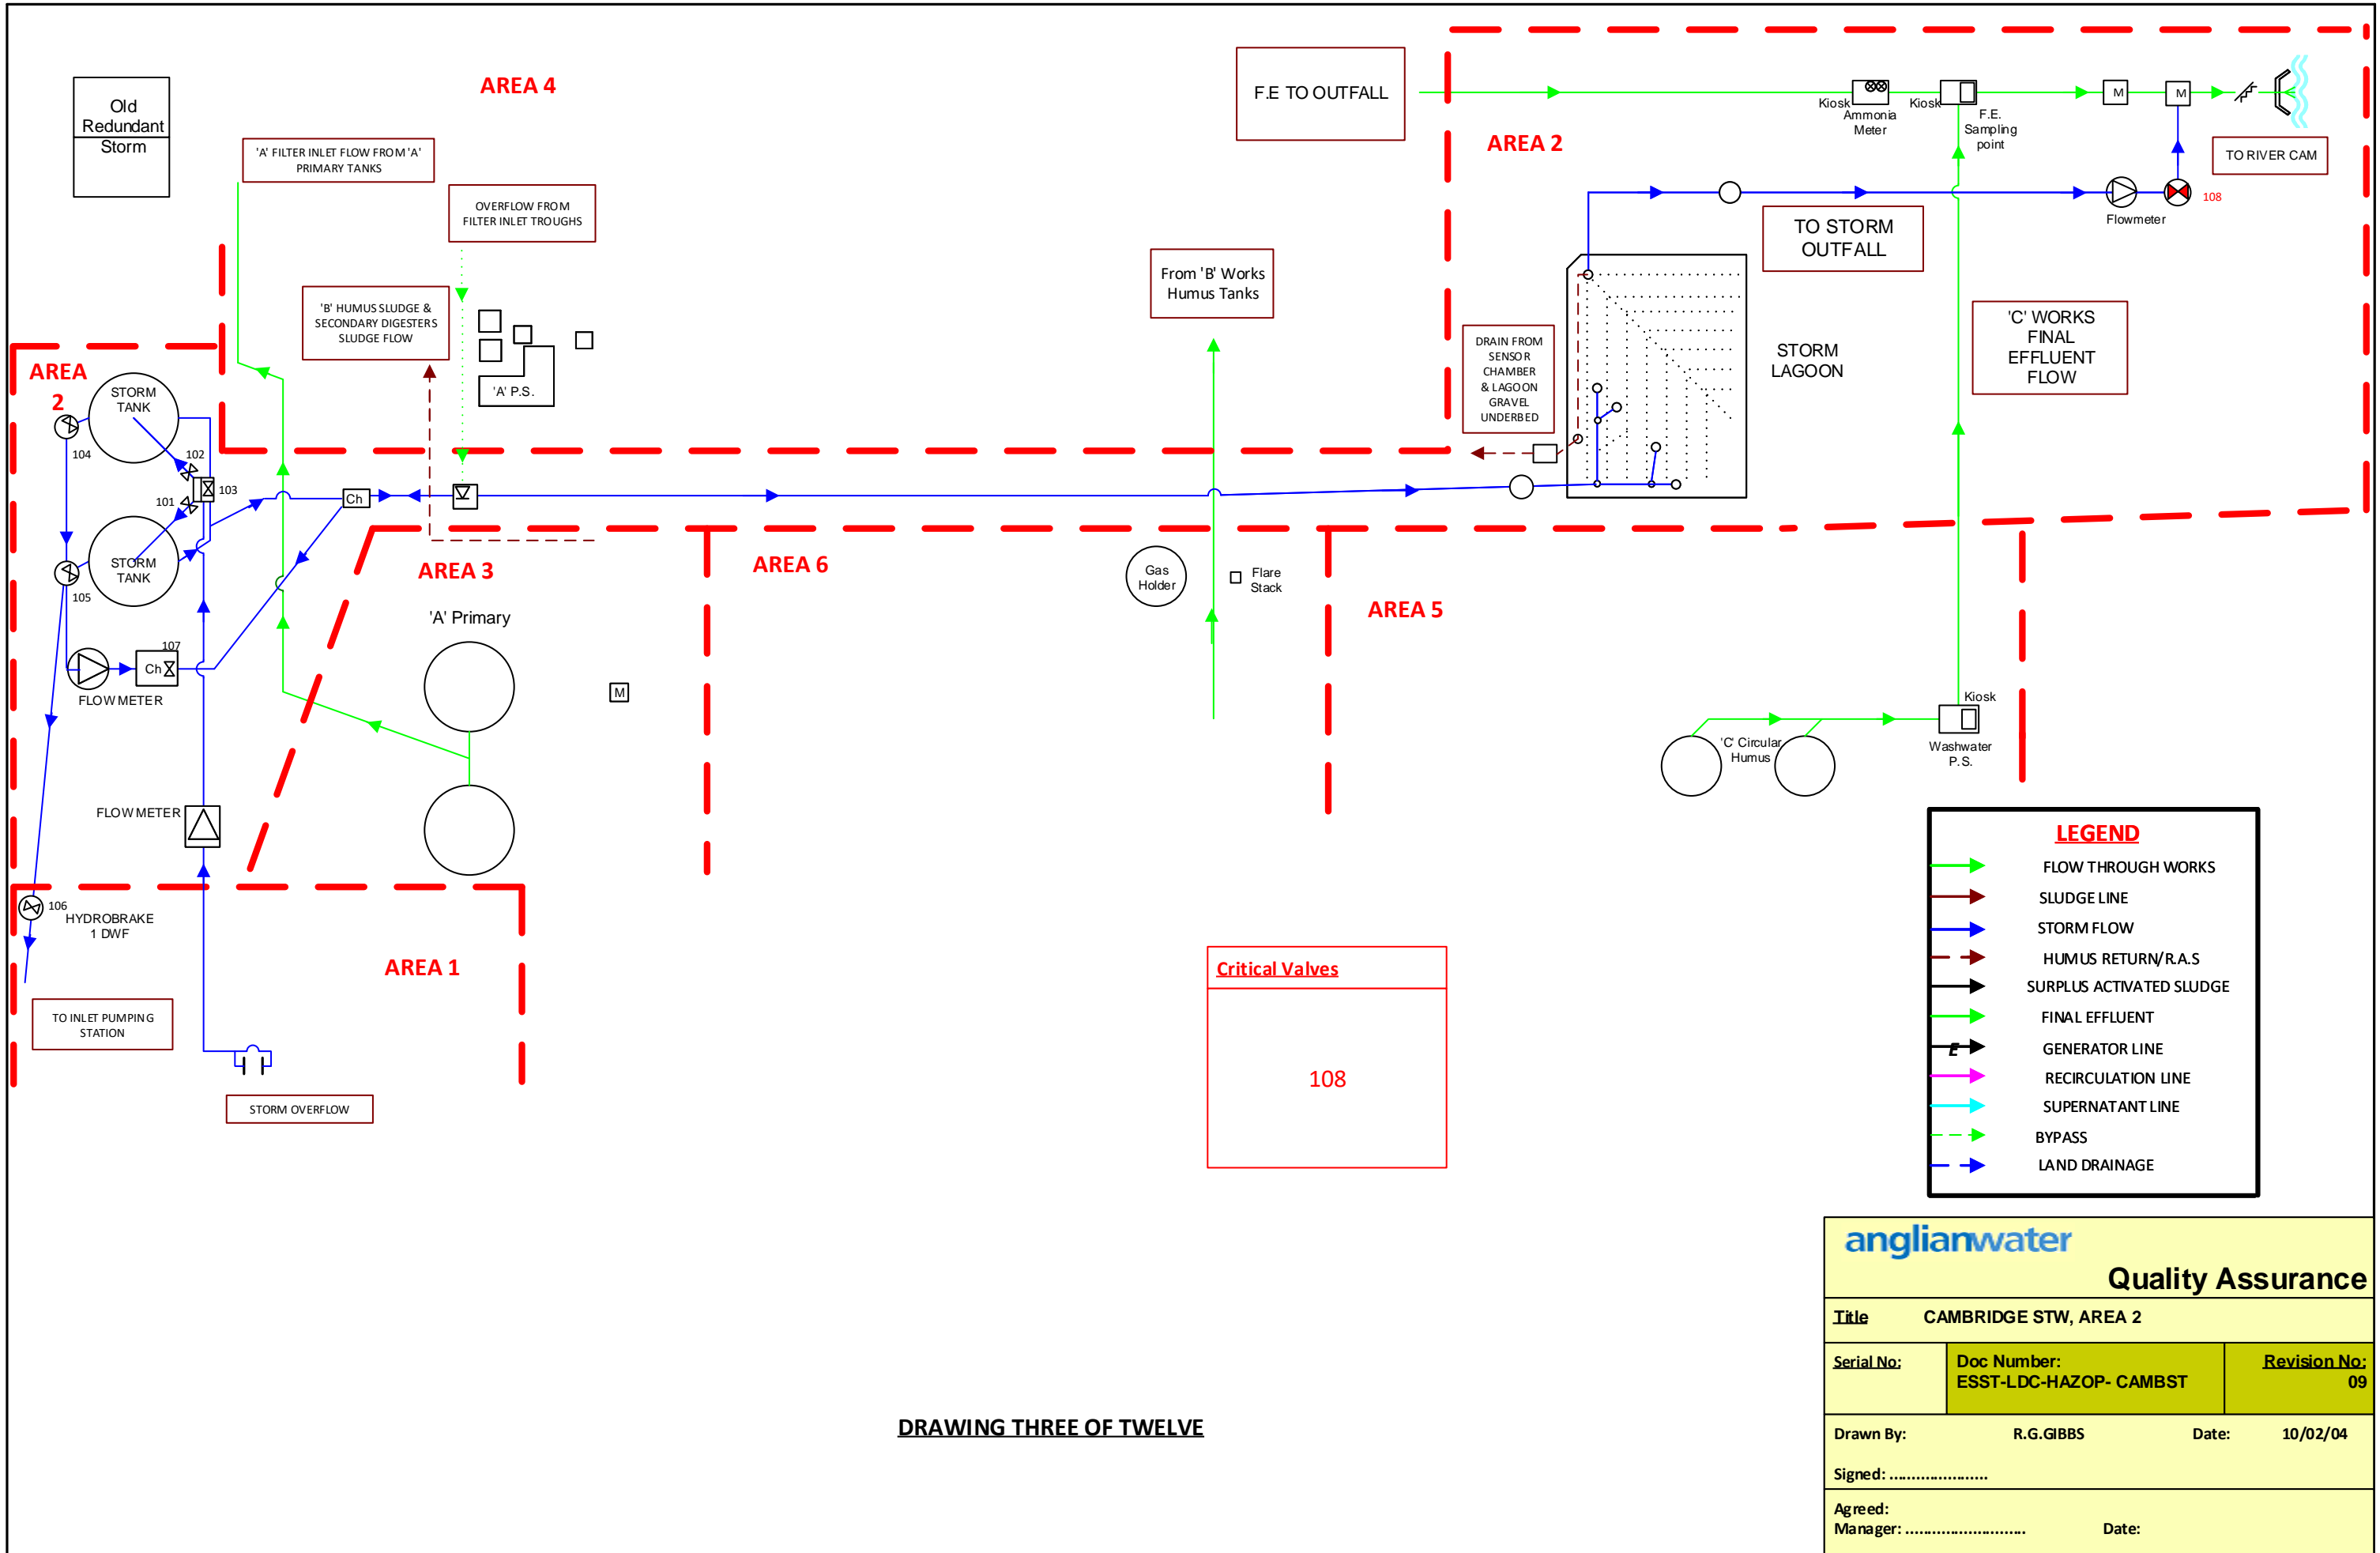 Old
Redundant
Storm
AREA 4
'A' FILTER INLET FLOW FROM 'A'
PRIMARY TANKS
OVERFLOW FROM
FILTER INLET TROUGHS
'B' HUMUS SLUDGE &
SECONDARY DIGESTERS
SLUDGE FLOW
'A' P.S.
F.E TO OUTFALL
AREA 2
Kiosk
Ammonia
Meter
Kiosk
F.E.
Sampling
point
M
M
TO RIVER CAM
108
Flowmeter
TO STORM
OUTFALL
From 'B' Works
Humus Tanks
DRAIN FROM
SENSOR
CHAMBER
& LAGOON
GRAVEL
UNDERBED
STORM
LAGOON
'C' WORKS
FINAL
EFFLUENT
FLOW
AREA
2
STORM
TANK
104
102
103
101
STORM
TANK
105
Ch
107
Ch
FLOWMETER
FLOWMETER
AREA 3
'A' Primary
M
AREA 6
Gas
Holder
Flare
Stack
AREA 5
'C' Circular
Humus
Kiosk
Washwater
P.S.
106
HYDROBRAKE
1 DWF
AREA 1
TO INLET PUMPING
STATION
STORM OVERFLOW
Critical Valves
108
LEGEND
FLOW THROUGH WORKS
SLUDGE LINE
STORM FLOW
HUMUS RETURN/R.A.S
SURPLUS ACTIVATED SLUDGE
FINAL EFFLUENT
E GENERATOR LINE
RECIRCULATION LINE
SUPERNATANT LINE
BYPASS
LAND DRAINAGE
DRAWING THREE OF TWELVE
anglianwater
Quality Assurance
Title CAMBRIDGE STW, AREA 2
Serial No:
Doc Number:
ESST-LDC-HAZOP- CAMBST
Revision No:
09
Drawn By: R.G.GIBBS Date: 10/02/04
Signed: .....................
Agreed:
Manager: ......................... Date: